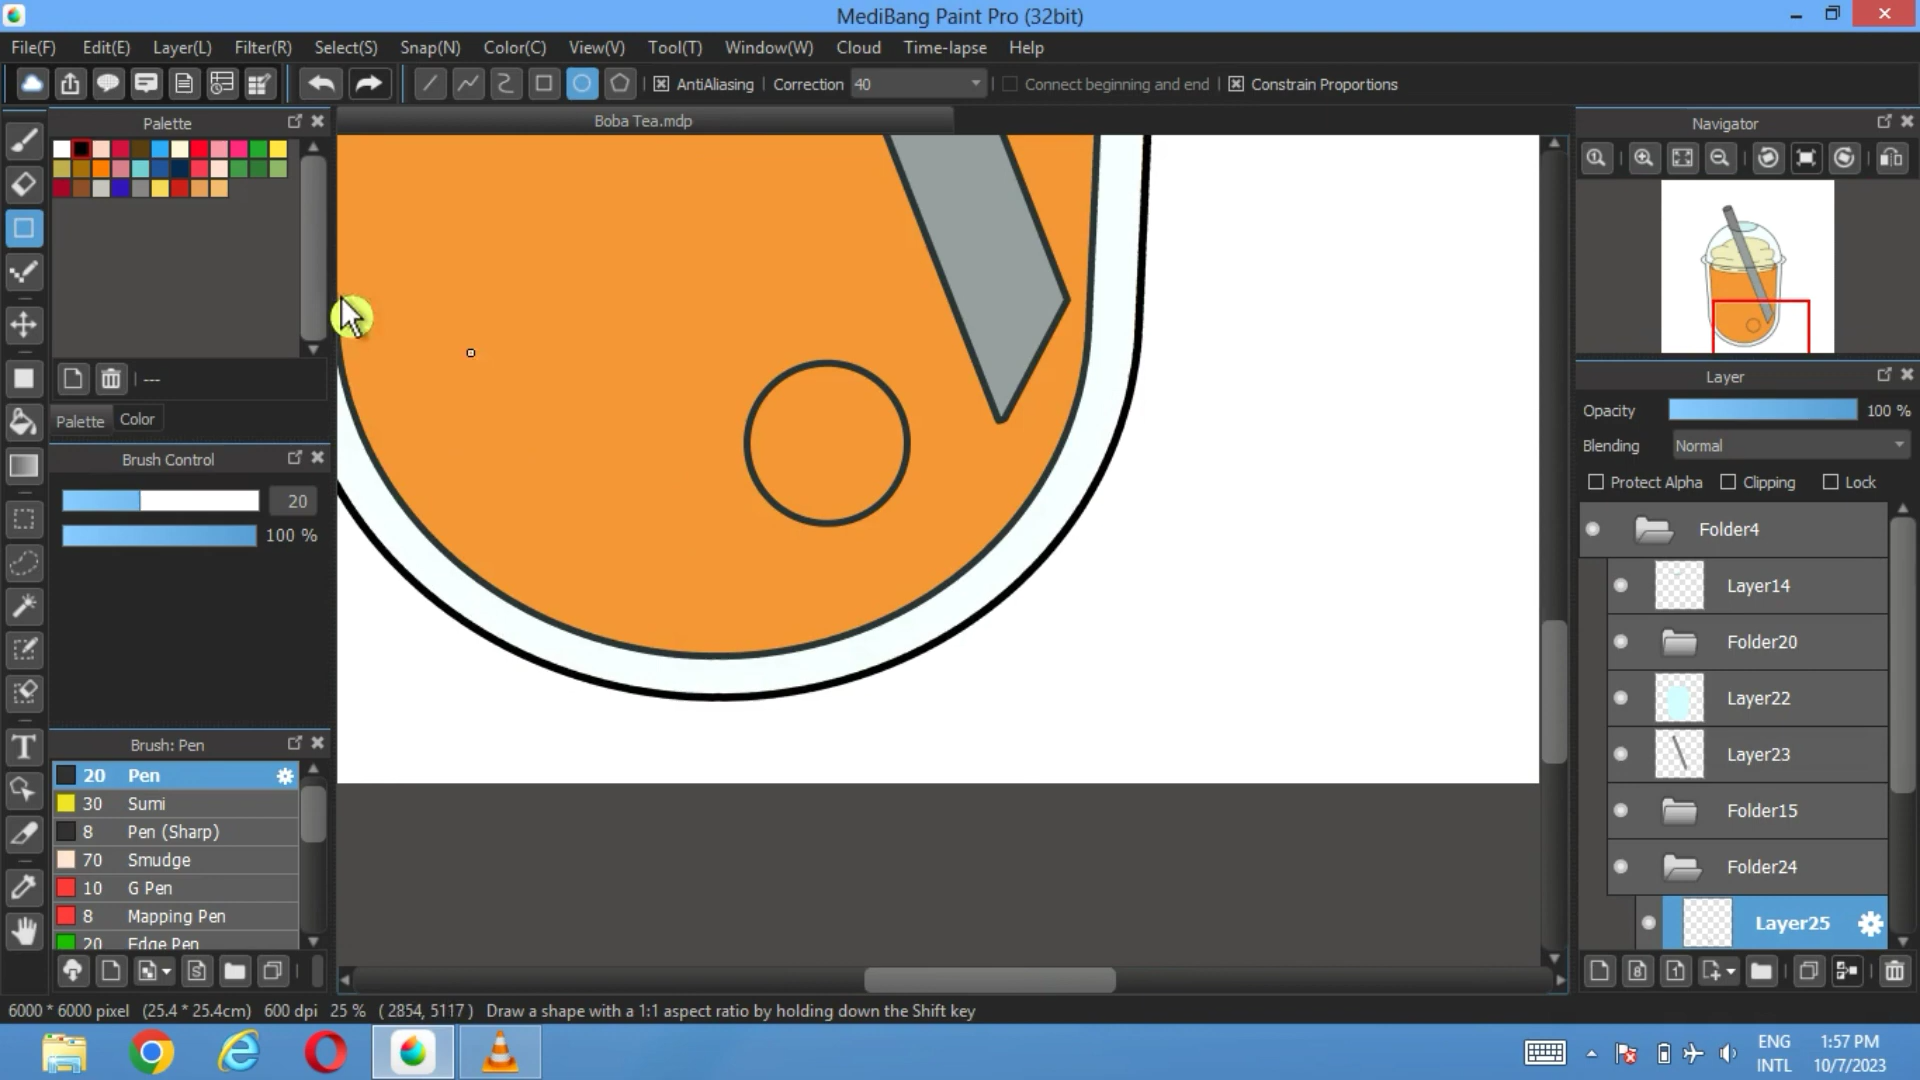 MediBang Paint Pro (32bit)
File(F) Edit(E) Layer(L) Filter(R) Select(S) Snap(N) Color(C) View(V) Tool(T) Window(W) Cloud Time-lapse Help
AntiAliasing Correction 40 Connect beginning and end Constrain Proportions
Palette
Boba Tea.mdp
Navigator
---
Palette Color
Brush Control
20
100 %
Brush: Pen
20 Pen
30 Sumi
8 Pen (Sharp)
70 Smudge
10 G Pen
8 Mapping Pen
20 Edge Pen
Layer
Opacity 100 %
Blending Normal
Protect Alpha Clipping Lock
Folder4
Layer14
Folder20
Layer22
Layer23
Folder15
Folder24
Layer25
6000 * 6000 pixel (25.4 * 25.4cm) 600 dpi 25 % ( 2854, 5117 ) Draw a shape with a 1:1 aspect ratio by holding down the Shift key
ENG
INTL
1:57 PM
10/7/2023